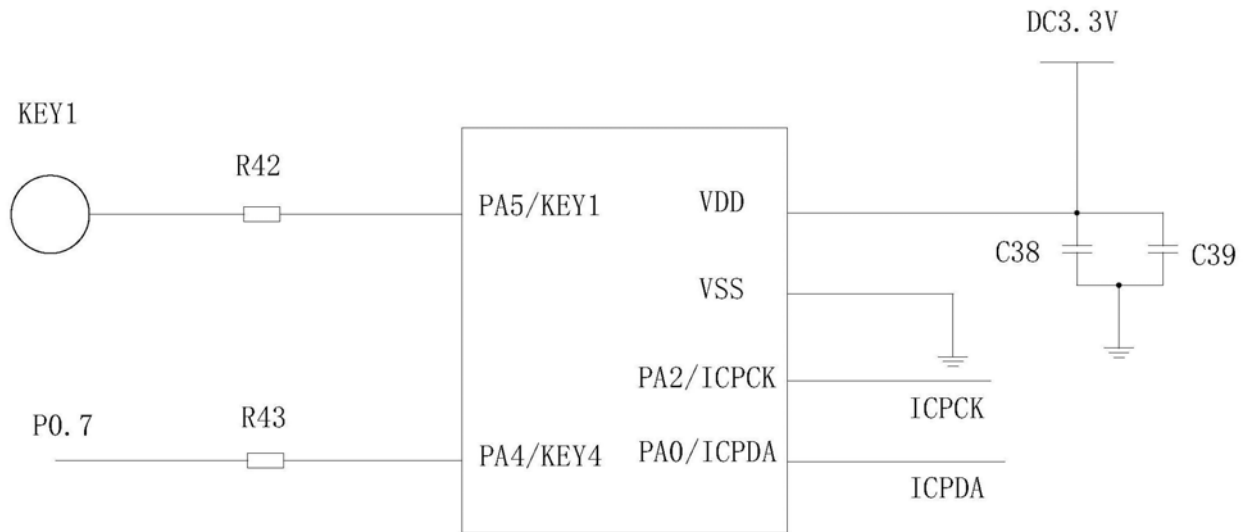 DC3.3V
KEY1
R42
PA5/KEY1
VDD
C38
C39
VSS
PA2/ICPCK
ICPCK
P0.7
R43
PA4/KEY4
PA0/ICPDA
ICPDA